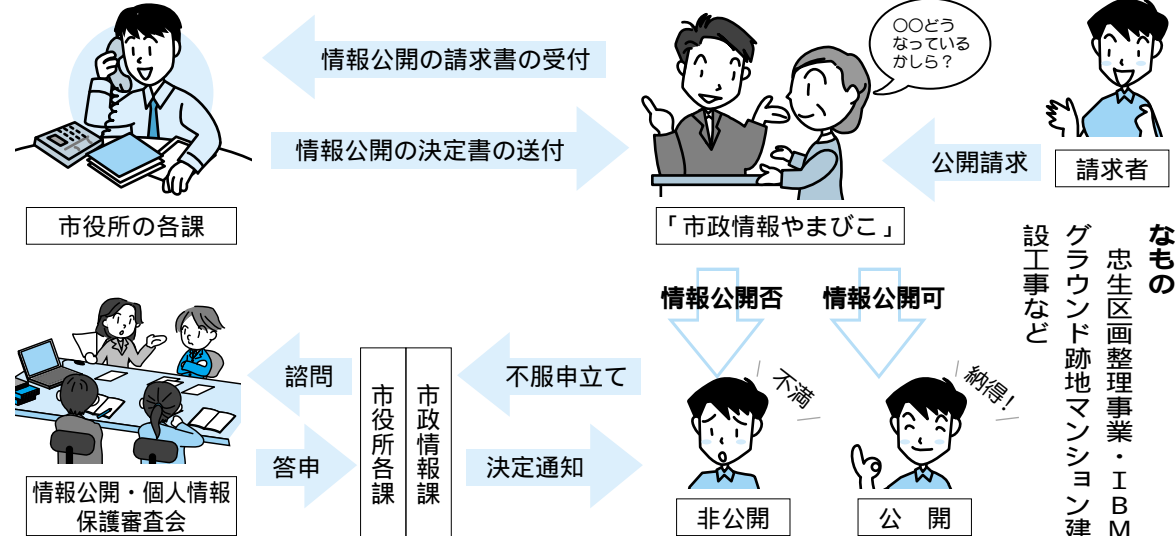 情報公開の請求書の受付
情報公開の決定書の送付
市役所の各課
○○どう
なっている
かしら？
「市政情報やまびこ」
公開請求
請求者
情報公開否
情報公開可
不満
納得！
非公開
公　開
不服申立て
決定通知
市政情報課
市役所各課
諮問
答申
情報公開・個人情報
保護審査会
なもの
忠生区画整理事業・ＩＢＭ
グラウンド跡地マンション建
設工事など